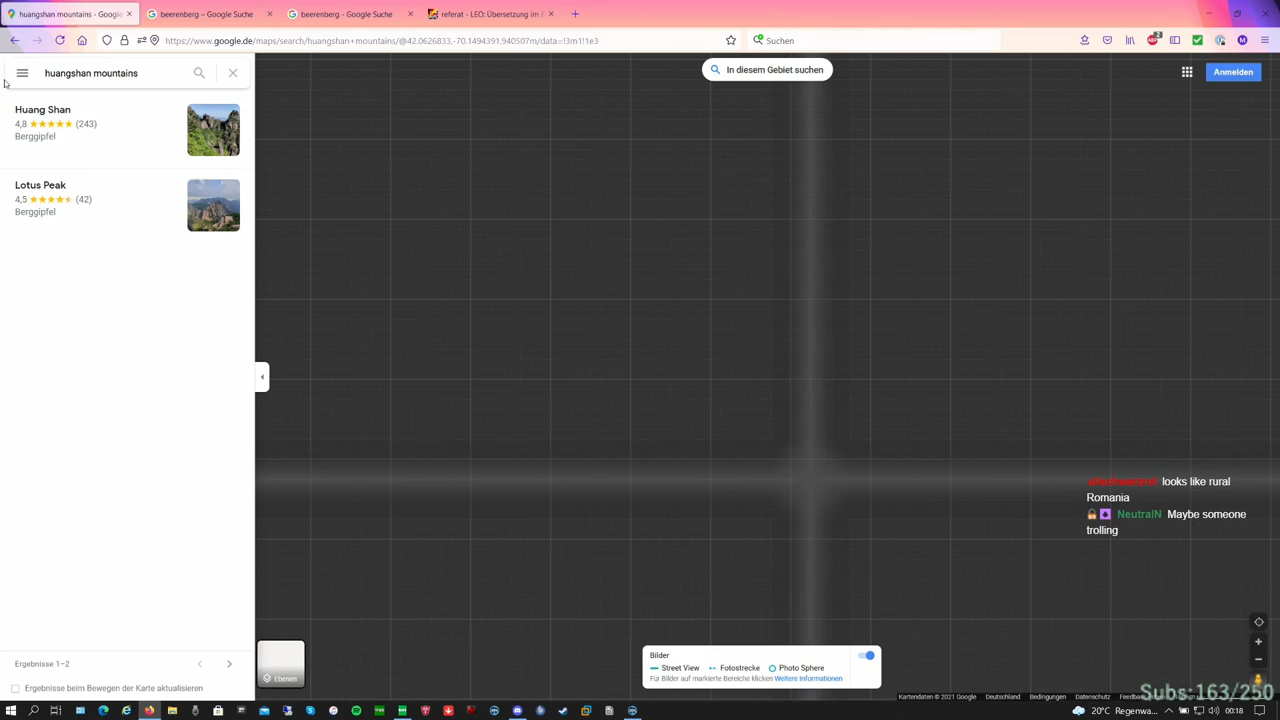 huangshan mountains - Google
beerenberg – Google Suche
beerenberg - Google Suche
referat - LEO: Übersetzung im E
https://www.google.de/maps/search/huangshan+mountains/@42.0626833,-70.1494391,940507m/data=!3m1!1e3
Suchen
2
huangshan mountains
In diesem Gebiet suchen
Anmelden
Huang Shan
4,8 (243)
Berggipfel
Lotus Peak
4,5 (42)
Berggipfel
looks like rural
Romania
NeutralN Maybe someone
trolling
Ergebnisse 1–2
Ergebnisse beim Bewegen der Karte aktualisieren
Ebenen
Bilder
Street View Fotostrecke Photo Sphere
Für Bilder auf markierte Bereiche klicken Weitere Informationen
Kartendaten © 2021 Google Deutschland Bedingungen Datenschutz
Subs 163/250
20°C Regenwa... 00:18